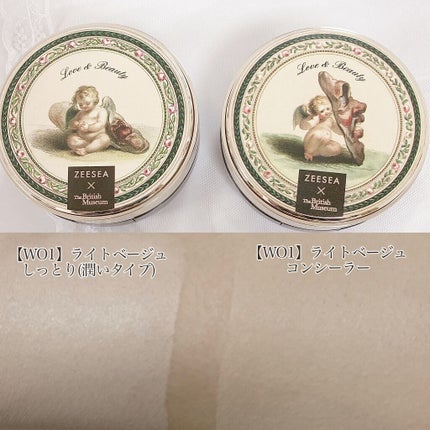 Love & Beauty
ZEESEA
×
The British
Museum
Love & Beauty
ZEESEA
×
The British
Museum
【W01】ライトベージュ
しっとり(潤いタイプ)
【W01】ライトベージュ
コンシーラー